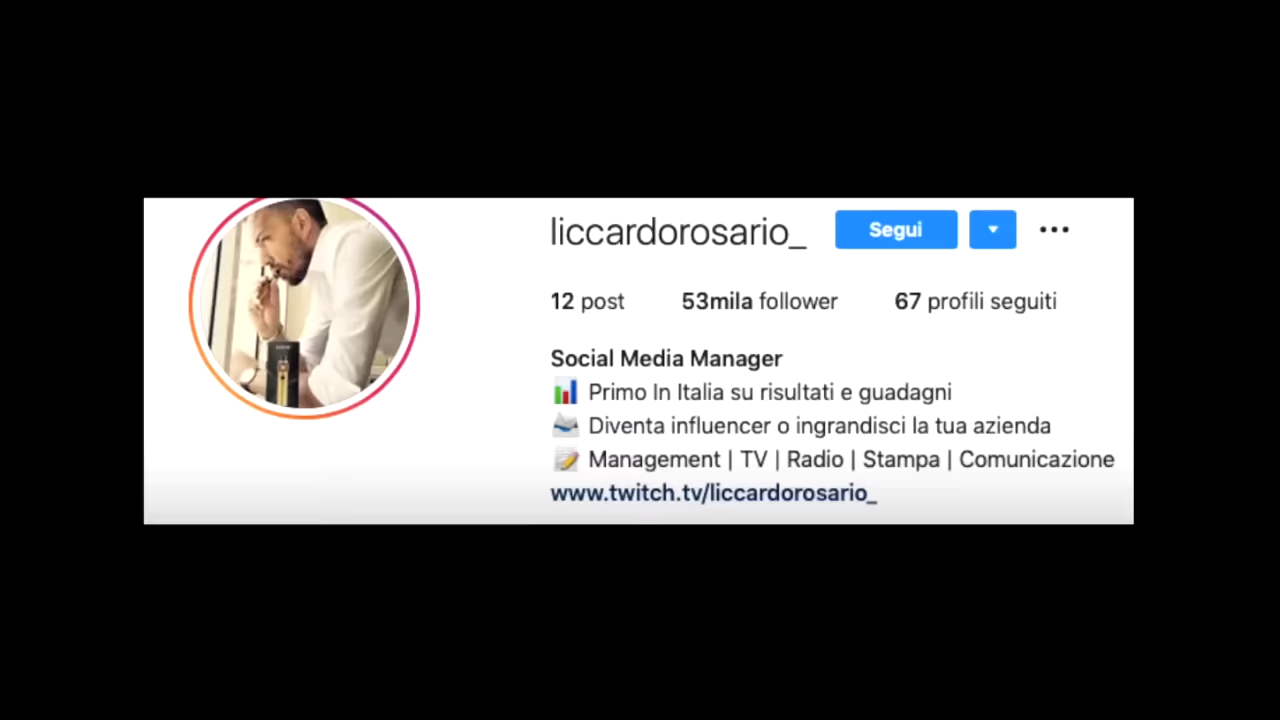 liccardorosario_ Segui
12 post 53mila follower 67 profili seguiti
Social Media Manager
📊 Primo In Italia su risultati e guadagni
Diventa influencer o ingrandisci la tua azienda
📝 Management | TV | Radio | Stampa | Comunicazione
www.twitch.tv/liccardorosario_